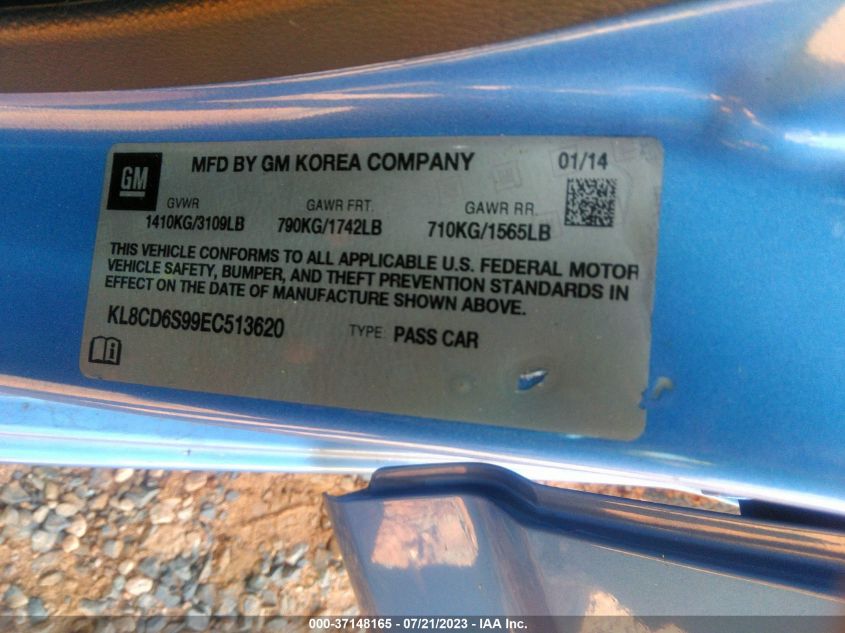 GM
MFD BY GM KOREA COMPANY 01/14
GVWR GAWR FRT. GAWR RR.
1410KG/3109LB 790KG/1742LB 710KG/1565LB
THIS VEHICLE CONFORMS TO ALL APPLICABLE U.S. FEDERAL MOTOR
VEHICLE SAFETY, BUMPER, AND THEFT PREVENTION STANDARDS IN
EFFECT ON THE DATE OF MANUFACTURE SHOWN ABOVE.
KL8CD6S99EC513620 TYPE: PASS CAR
000-37148165 - 07/21/2023 - IAA Inc.